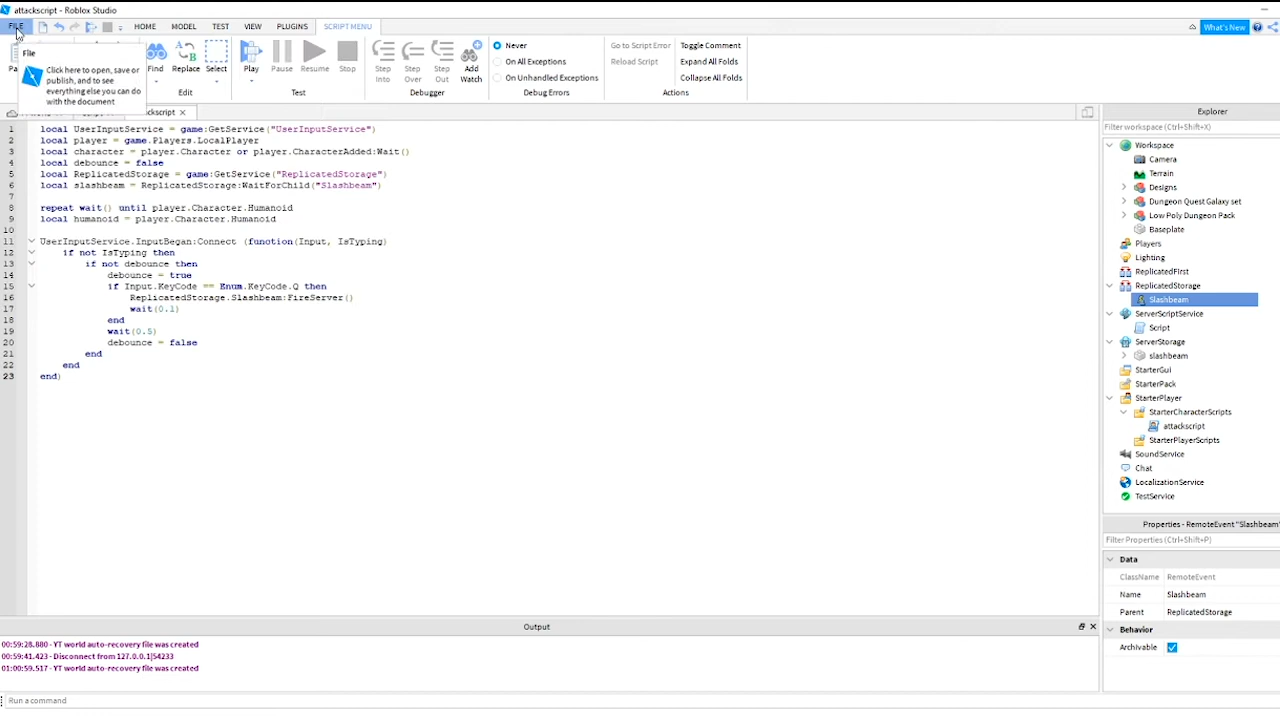 attackscript - Roblox Studio
FILE HOME MODEL TEST VIEW PLUGINS SCRIPT MENU What's New
File
Click here to open, save or
publish, and to see
everything else you can do
with the document
Find Replace Select
Edit
Play Pause Resume Stop
Test
Step Into Step Over Step Out Add Watch
Debugger
Never
On All Exceptions
On Unhandled Exceptions
Debug Errors
Go to Script Error Toggle Comment
Reload Script Expand All Folds
Collapse All Folds
Actions
ckscript
1 local UserInputService = game:GetService("UserInputService")
2 local player = game.Players.LocalPlayer
3 local character = player.Character or player.CharacterAdded:Wait()
4 local debounce = false
5 local ReplicatedStorage = game:GetService("ReplicatedStorage")
6 local slashbeam = ReplicatedStorage:WaitForChild("Slashbeam")
7
8 repeat wait() until player.Character.Humanoid
9 local humanoid = player.Character.Humanoid
10
11 UserInputService.InputBegan:Connect (function(Input, IsTyping)
12 if not IsTyping then
13 if not debounce then
14 debounce = true
15 if Input.KeyCode == Enum.KeyCode.Q then
16 ReplicatedStorage.Slashbeam:FireServer()
17 wait(0.1)
18 end
19 wait(0.5)
20 debounce = false
21 end
22 end
23 end)
Explorer
Filter workspace (Ctrl+Shift+X)
Workspace
Camera
Terrain
Designs
Dungeon Quest Galaxy set
Low Poly Dungeon Pack
Baseplate
Players
Lighting
ReplicatedFirst
ReplicatedStorage
Slashbeam
ServerScriptService
Script
ServerStorage
slashbeam
StarterGui
StarterPack
StarterPlayer
StarterCharacterScripts
attackscript
StarterPlayerScripts
SoundService
Chat
LocalizationService
TestService
Properties - RemoteEvent "Slashbeam"
Filter Properties (Ctrl+Shift+P)
Data
ClassName RemoteEvent
Name Slashbeam
Parent ReplicatedStorage
Behavior
Archivable
Output
00:59:28.880 - YT world auto-recovery file was created
00:59:41.423 - Disconnect from 127.0.0.1|54233
01:00:59.517 - YT world auto-recovery file was created
Run a command